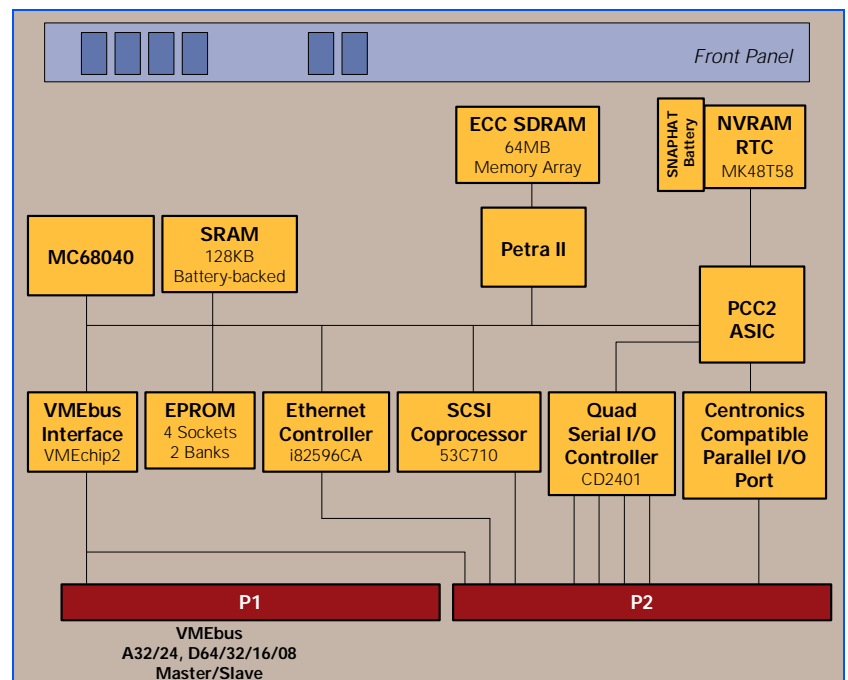 Front Panel
ECC SDRAM
64MB
Memory Array
SNAPHAT
Battery
NVRAM
RTC
MK48T58
MC68040
SRAM
128KB
Battery-backed
Petra II
PCC2
ASIC
VMEbus
Interface
VMEchip2
EPROM
4 Sockets
2 Banks
Ethernet
Controller
i82596CA
SCSI
Coprocessor
53C710
Quad
Serial I/O
Controller
CD2401
Centronics
Compatible
Parallel I/O
Port
P1
P2
VMEbus
A32/24, D64/32/16/08
Master/Slave